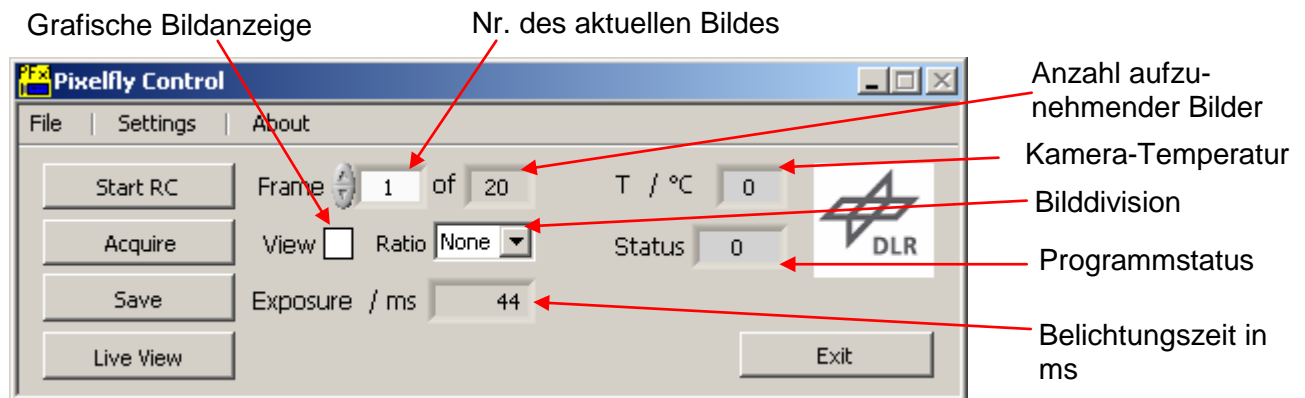 Grafische Bildanzeige
Nr. des aktuellen Bildes
PFX Pixelfly Control
Anzahl aufzu-
nehmender Bilder
File | Settings | About
Kamera-Temperatur
Start RC Frame 1 of 20 T / °C 0
Bilddivision
Acquire View Ratio None Status 0 DLR
Programmstatus
Save Exposure / ms 44
Belichtungszeit in
ms
Live View Exit